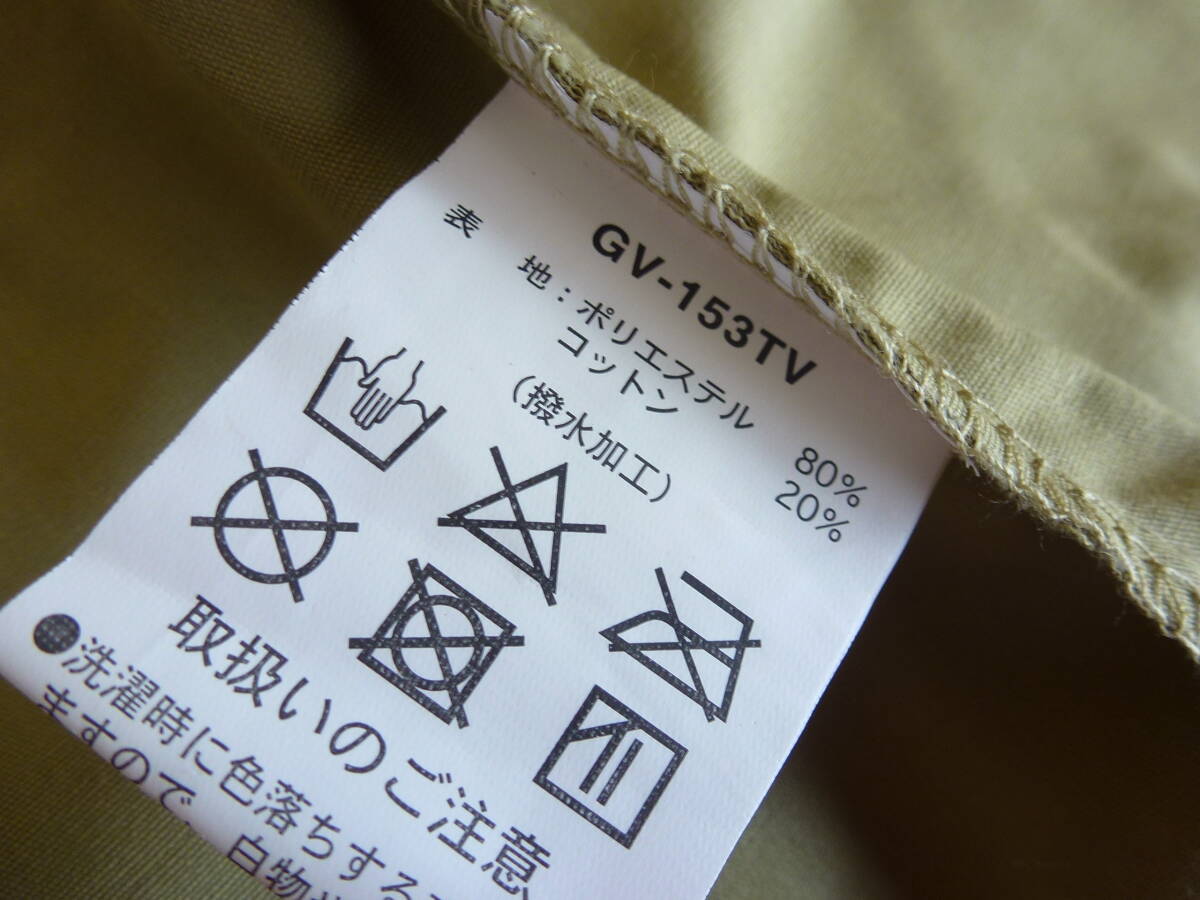 GV-153TV
表　地：ポリエステル　80%
コットン　20%
（撥水加工）
取扱いのご注意
●洗濯時に色落ちする
ますので、白物